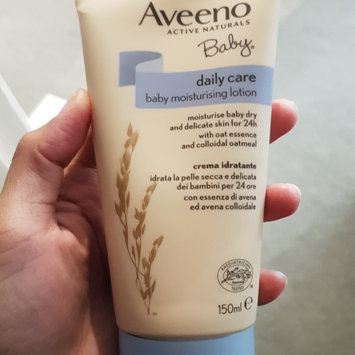 Aveeno
ACTIVE NATURALS
Baby®
daily care
baby moisturising lotion
moisturise baby dry
and delicate skin for 24h
with oat essence
and colloidal oatmeal
crema idratante
idrata la pelle secca e delicata
dei bambini per 24 ore
con essenza di avena
ed avena colloidale
150ml e